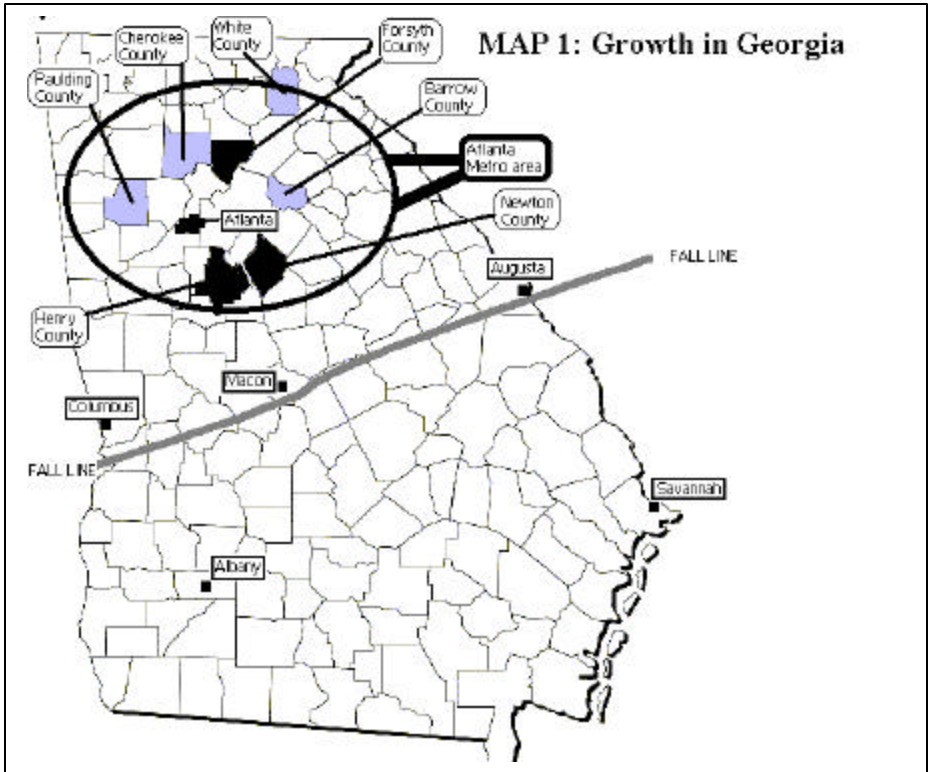 MAP 1: Growth in Georgia
White
County
Forsyth
County
Cherokee
County
Paulding
County
Barrow
County
Atlanta
Metro area
Newton
County
Atlanta
FALL LINE
Augusta
Henry
County
Macon
Columbus
FALL LINE
Savannah
Albany